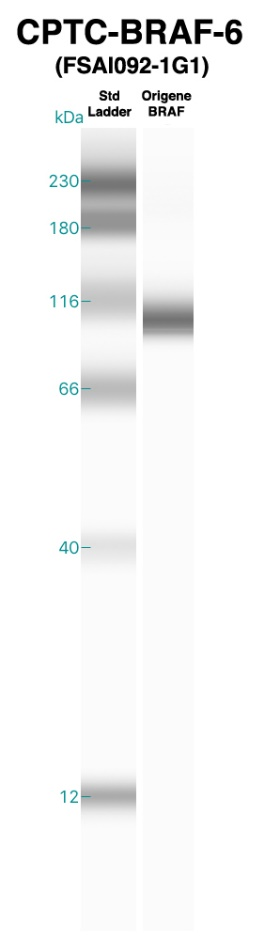 CPTC-BRAF-6
(FSAI092-1G1)
Std Ladder
Origene BRAF
kDa
230
180
116
66
40
12